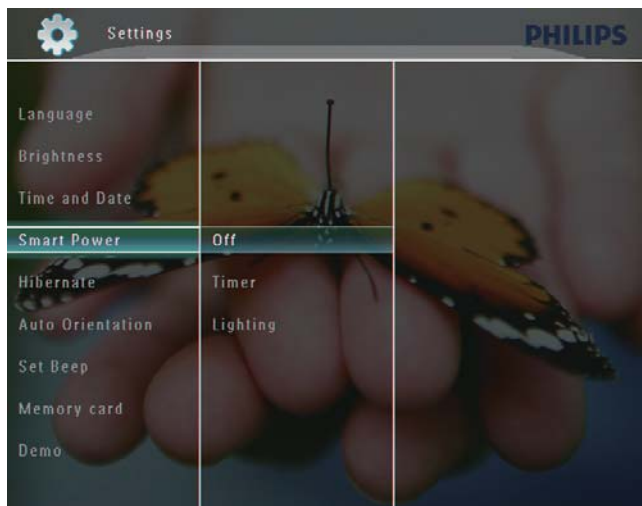 Settings
PHILIPS
Language
Brightness
Time and Date
Smart Power
Off
Hibernate
Timer
Auto Orientation
Lighting
Set Beep
Memory card
Demo